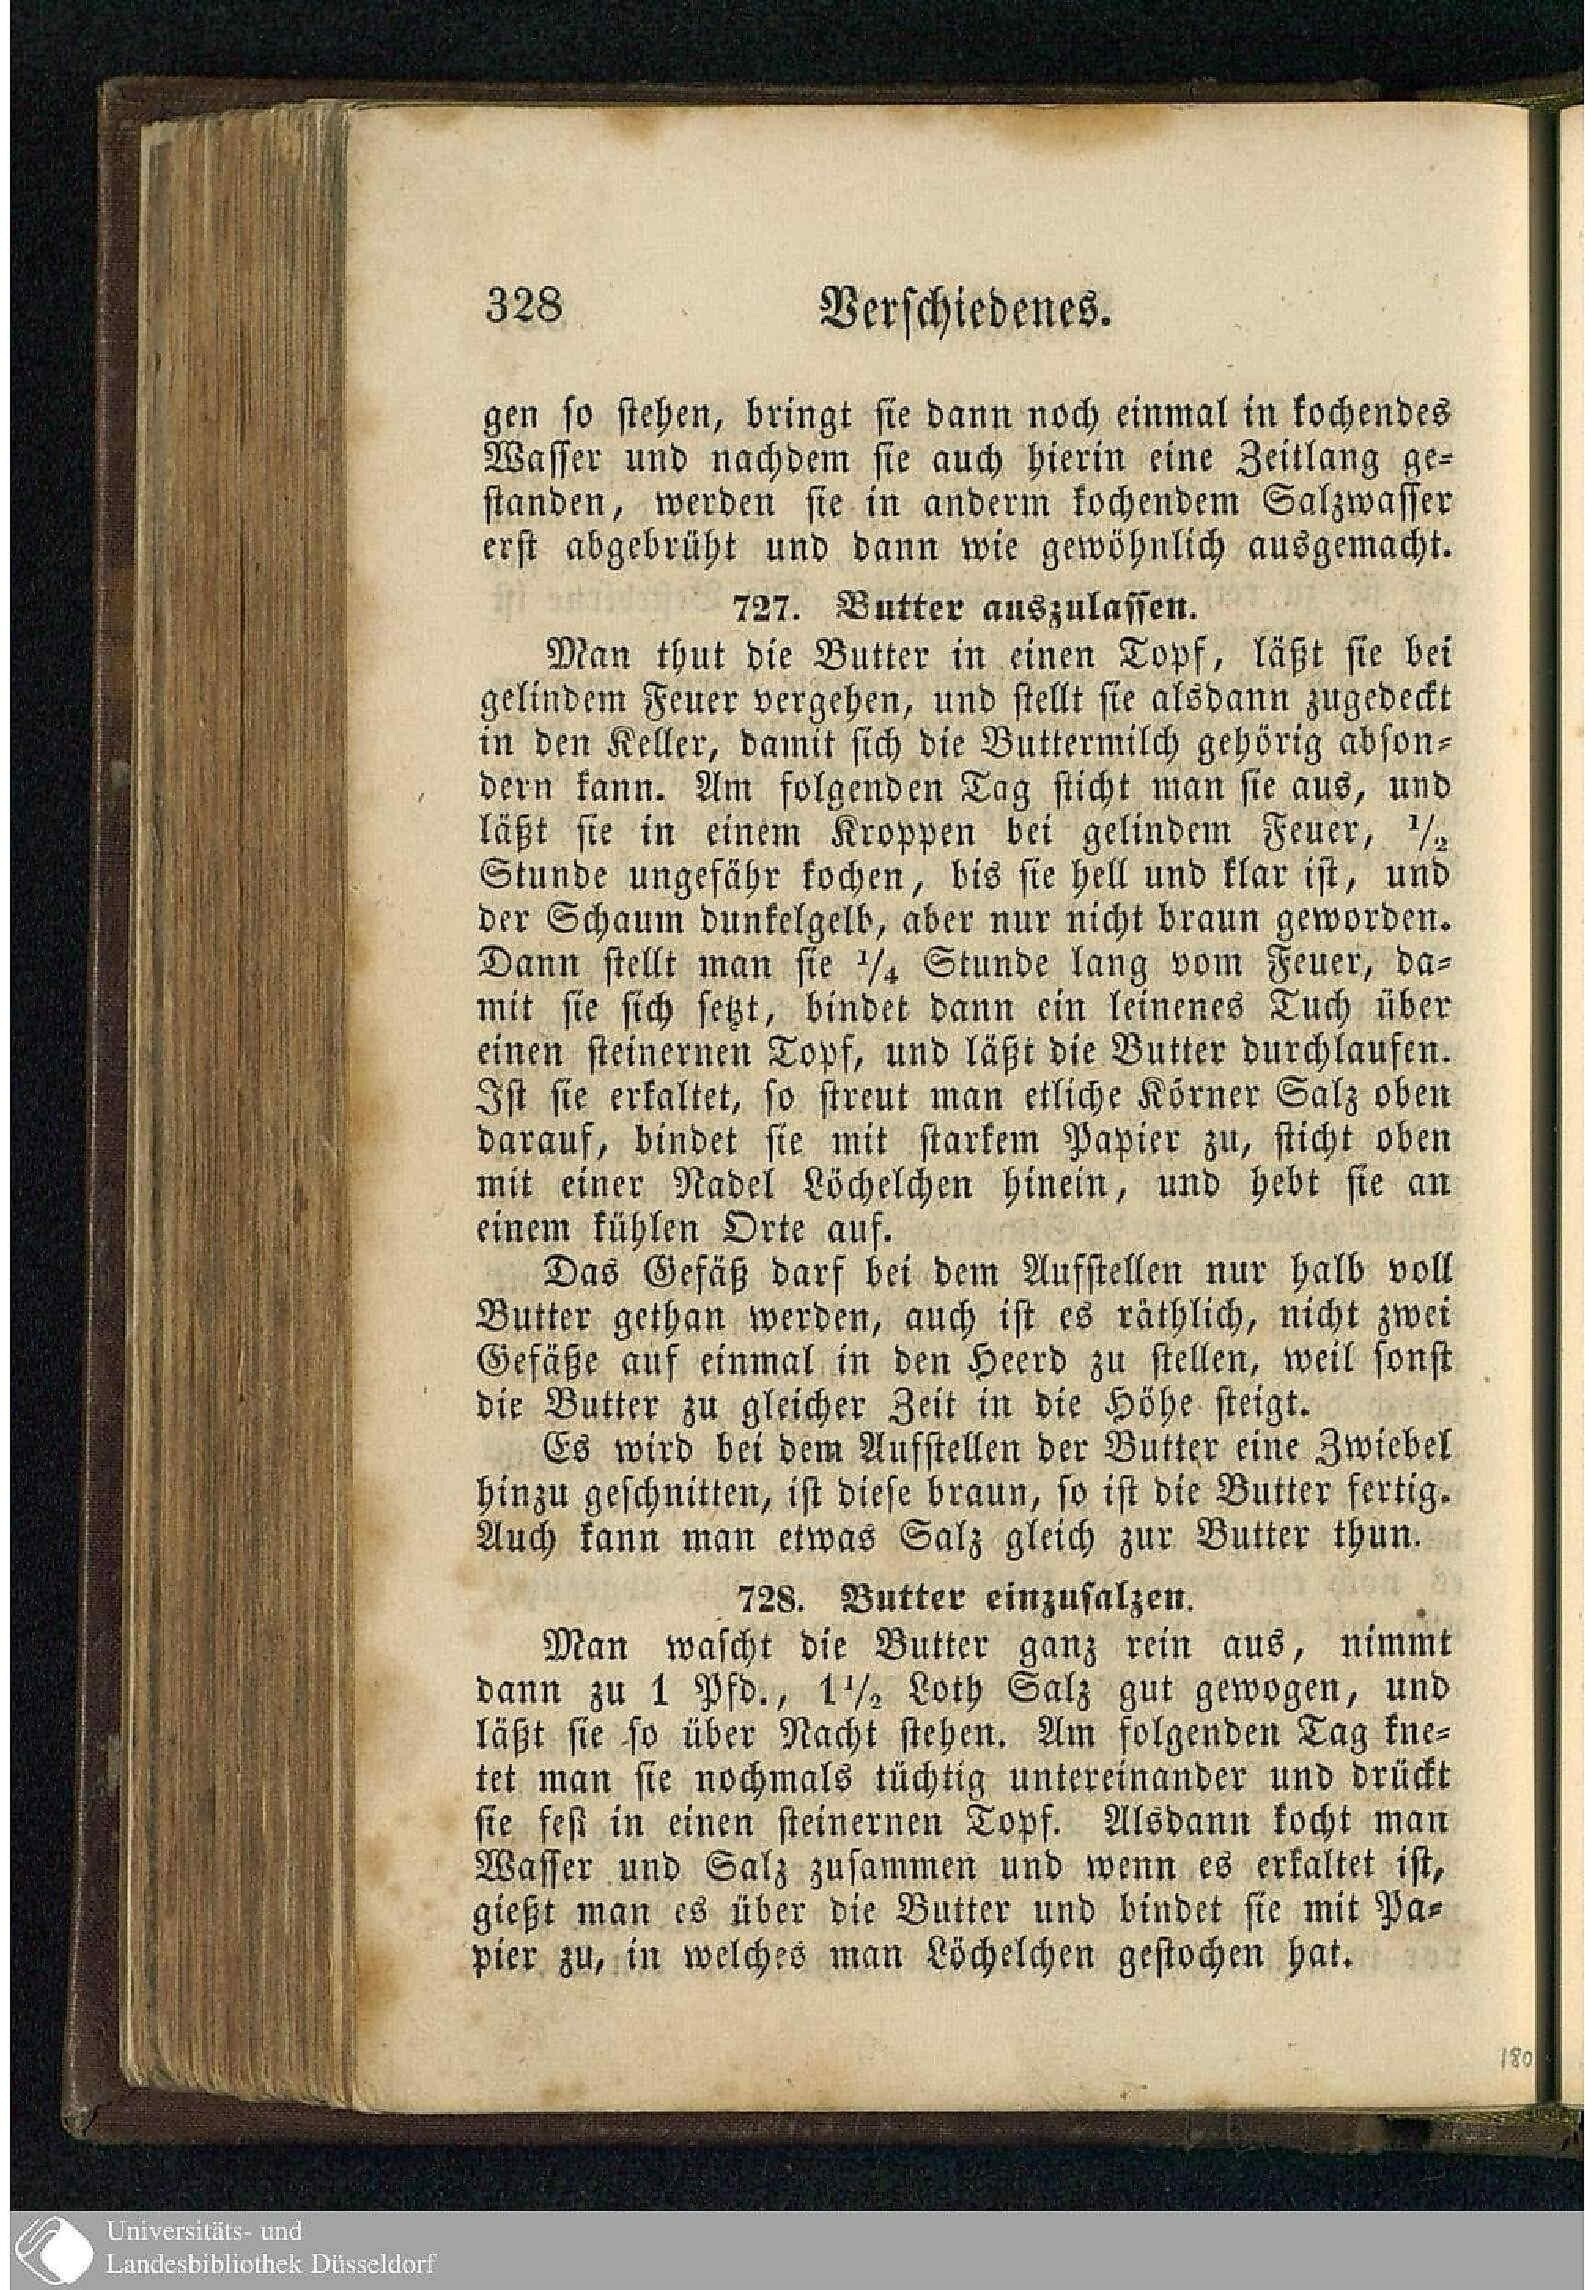 328 Verschiedenes.
gen so stehen, bringt sie dann noch einmal in kochendes
Wasser und nachdem sie auch hierin eine Zeitlang ge-
standen, werden sie in anderm kochendem Salzwasser
erst abgebrüht und dann wie gewöhnlich ausgemacht.
727. Butter auszulassen.
Man thut die Butter in einen Topf, läßt sie bei
gelindem Feuer vergehen, und stellt sie alsdann zugedeckt
in den Keller, damit sich die Buttermilch gehörig abson-
dern kann. Am folgenden Tag sticht man sie aus, und
läßt sie in einem Kroppen bei gelindem Feuer, 1/2
Stunde ungefähr kochen, bis sie hell und klar ist, und
der Schaum dunkelgelb, aber nur nicht braun geworden.
Dann stellt man sie 1/4 Stunde lang vom Feuer, da-
mit sie sich setzt, bindet dann ein leinenes Tuch über
einen steinernen Topf, und läßt die Butter durchlaufen.
Ist sie erkaltet, so streut man etliche Körner Salz oben
darauf, bindet sie mit starkem Papier zu, sticht oben
mit einer Nadel Löchelchen hinein, und hebt sie an
einem kühlen Orte auf.
Das Gefäß darf bei dem Aufstellen nur halb voll
Butter gethan werden, auch ist es räthlich, nicht zwei
Gefäße auf einmal in den Heerd zu stellen, weil sonst
die Butter zu gleicher Zeit in die Höhe steigt.
Es wird bei dem Aufstellen der Butter eine Zwiebel
hinzu geschnitten, ist diese braun, so ist die Butter fertig.
Auch kann man etwas Salz gleich zur Butter thun.
728. Butter einzusalzen.
Man wascht die Butter ganz rein aus, nimmt
dann zu 1 Pfd., 1 1/2 Loth Salz gut gewogen, und
läßt sie so über Nacht stehen. Am folgenden Tag kne-
tet man sie nochmals tüchtig untereinander und drückt
sie fest in einen steinernen Topf. Alsdann kocht man
Wasser und Salz zusammen und wenn es erkaltet ist,
gießt man es über die Butter und bindet sie mit Pa-
pier zu, in welches man Löchelchen gestochen hat.
180
Universitäts- und
Landesbibliothek Düsseldorf